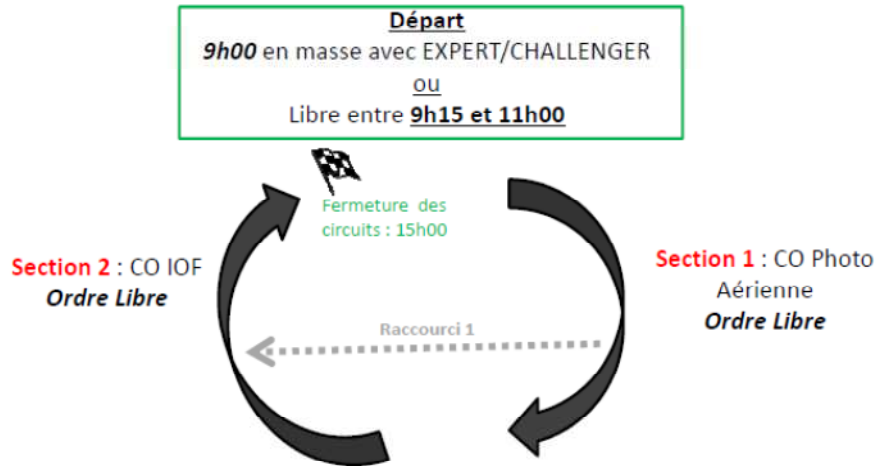 Départ
9h00 en masse avec EXPERT/CHALLENGER
ou
Libre entre 9h15 et 11h00
Fermeture des
circuits : 15h00
Section 1 : CO Photo
Aérienne
Ordre Libre
Raccourci 1
Section 2 : CO IOF
Ordre Libre